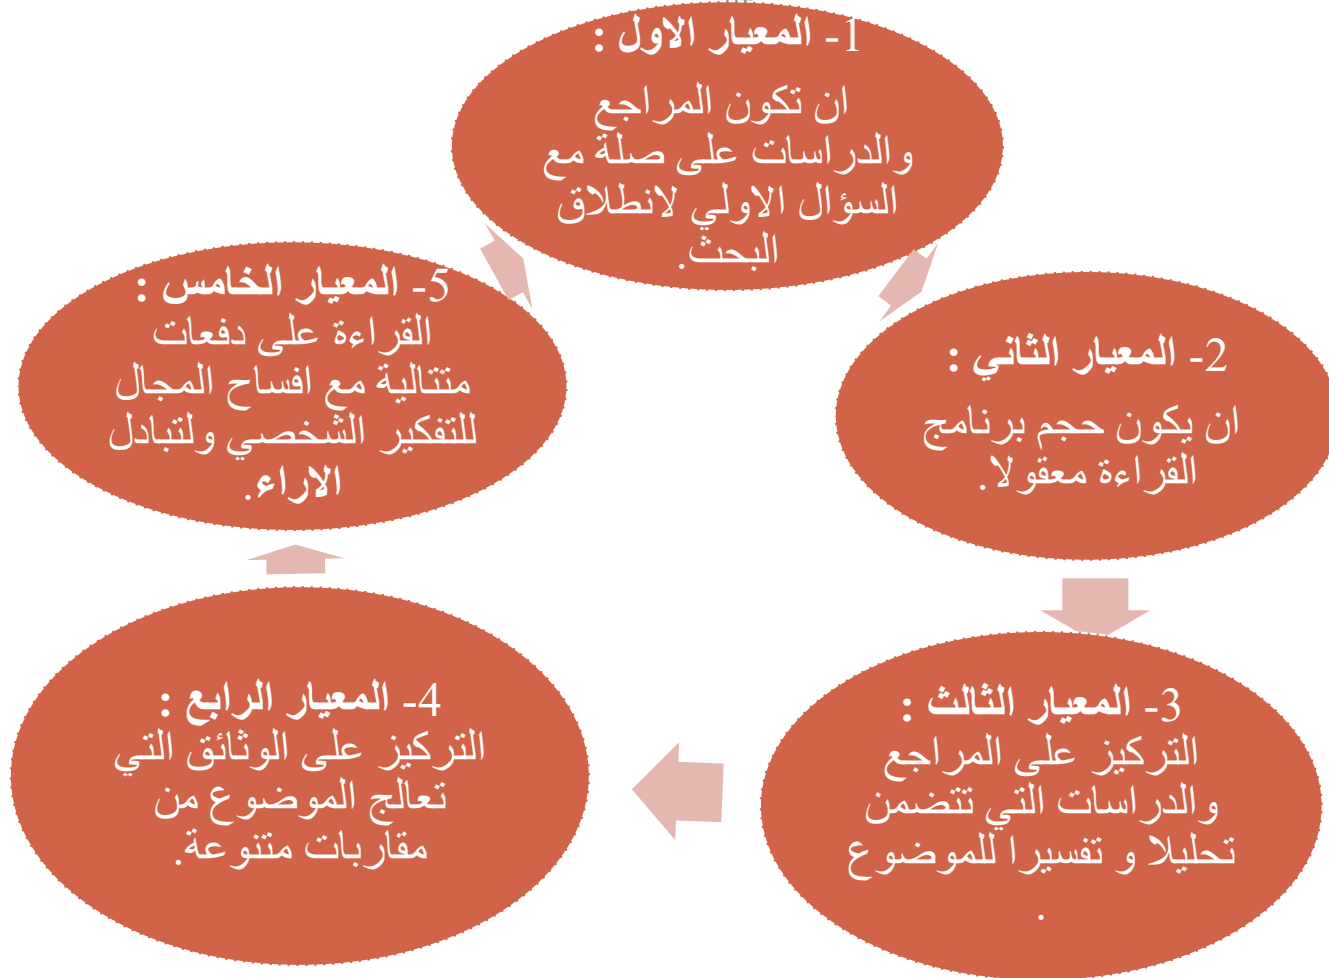 1- المعيار الاول :
ان تكون المراجع
والدراسات على صلة مع
السؤال الاولي لانطلاق
البحث.
2- المعيار الثاني :
ان يكون حجم برنامج
القراءة معقولا.
3- المعيار الثالث :
التركيز على المراجع
والدراسات التي تتضمن
تحليلا و تفسيرا للموضوع
.
4- المعيار الرابع :
التركيز على الوثائق التي
تعالج الموضوع من
مقاربات متنوعة.
5- المعيار الخامس :
القراءة على دفعات
متتالية مع افساح المجال
للتفكير الشخصي ولتبادل
الاراء.